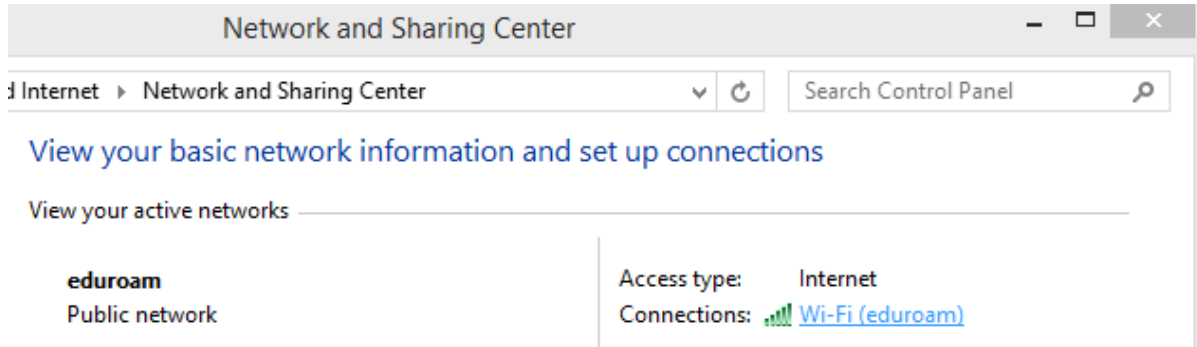 Network and Sharing Center
d Internet ▸ Network and Sharing Center
Search Control Panel
View your basic network information and set up connections
View your active networks
eduroam
Public network
Access type: Internet
Connections: Wi-Fi (eduroam)